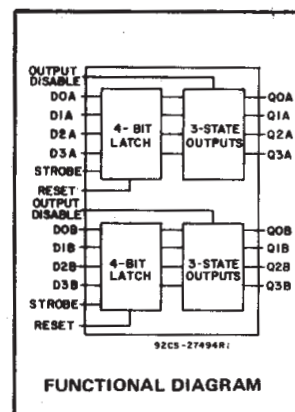 OUTPUT
DISABLE
D0A
D1A
D2A
D3A
STROBE
RESET
4-BIT
LATCH
3-STATE
OUTPUTS
Q0A
Q1A
Q2A
Q3A
OUTPUT
DISABLE
D0B
D1B
D2B
D3B
STROBE
RESET
4-BIT
LATCH
3-STATE
OUTPUTS
Q0B
Q1B
Q2B
Q3B
92CS-27494R1
FUNCTIONAL DIAGRAM